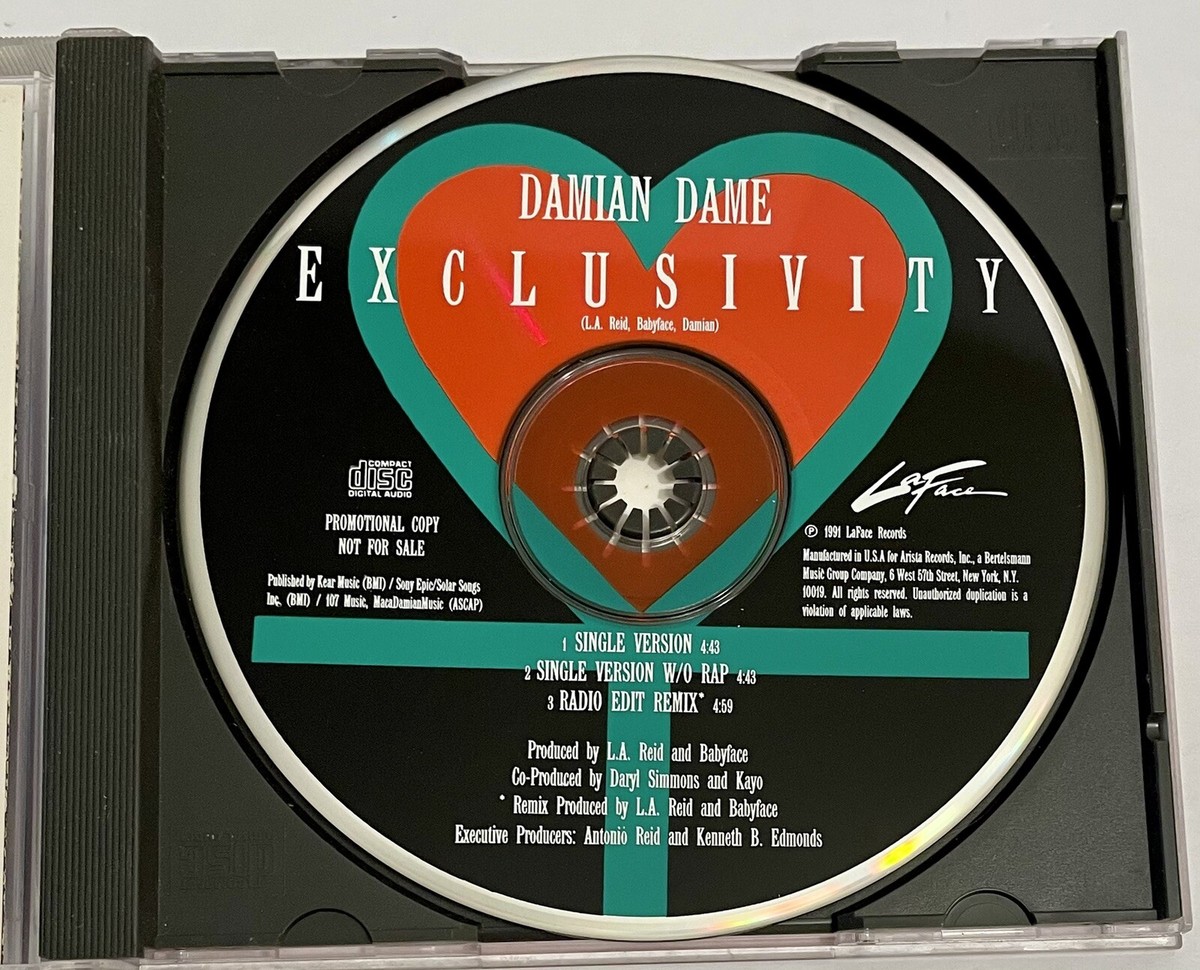 DAMIAN DAME
EXCLUSIVITY
(L.A. Reid, Babyface, Damian)
COMPACT
disc
DIGITAL AUDIO
PROMOTIONAL COPY
NOT FOR SALE
Published by Kear Music (BMI) / Sony Epic/Solar Songs
Inc. (BMI) / 107 Music, MacaDamianMusic (ASCAP)
LaFace
℗ 1991 LaFace Records
Manufactured in U.S.A for Arista Records, Inc., a Bertelsmann
Music Group Company, 6 West 57th Street, New York, N.Y.
10019. All rights reserved. Unauthorized duplication is a
violation of applicable laws.
1 SINGLE VERSION 4:43
2 SINGLE VERSION W/O RAP 4:43
3 RADIO EDIT REMIX* 4:59
Produced by L.A. Reid and Babyface
Co-Produced by Daryl Simmons and Kayo
* Remix Produced by L.A. Reid and Babyface
Executive Producers: Antonio Reid and Kenneth B. Edmonds